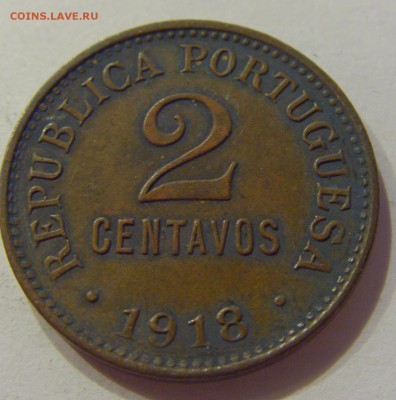 COINS.LAVE.RU
REPUBLICA PORTUGUESA
2
CENTAVOS
• 1918 •